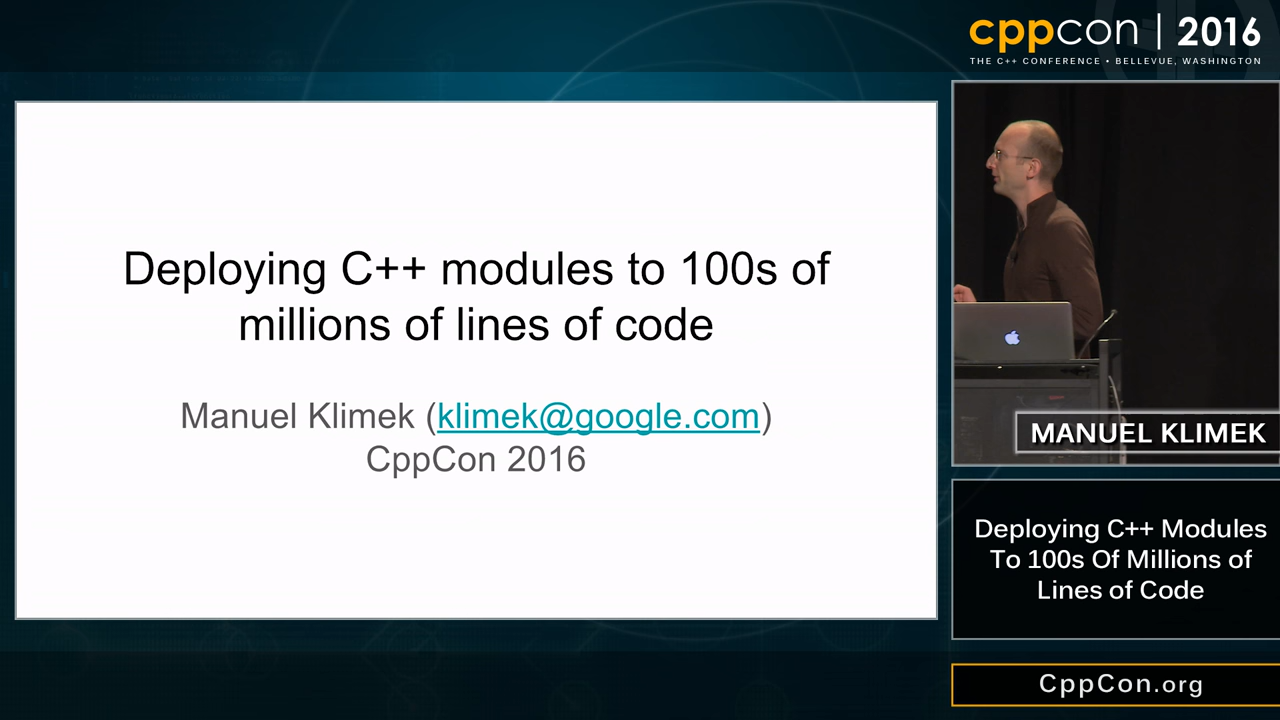 cppcon | 2016
THE C++ CONFERENCE • BELLEVUE, WASHINGTON
Deploying C++ modules to 100s of
millions of lines of code
Manuel Klimek (klimek@google.com)
CppCon 2016
MANUEL KLIMEK
Deploying C++ Modules
To 100s Of Millions of
Lines of Code
CppCon.org